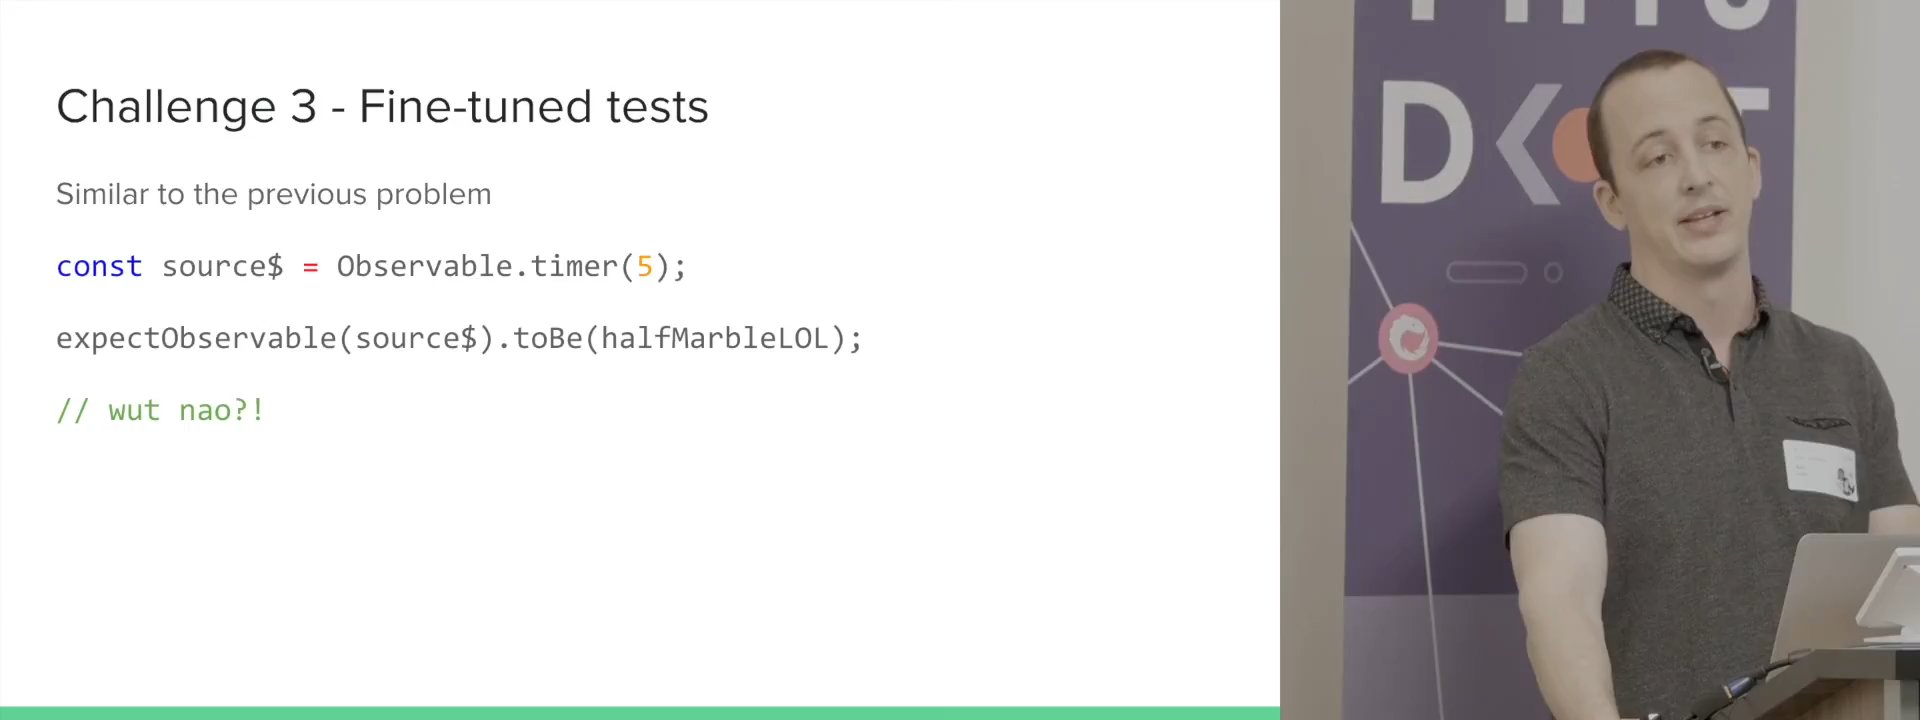 Challenge 3 - Fine-tuned tests
Similar to the previous problem
const source$ = Observable.timer(5);
expectObservable(source$).toBe(halfMarbleLOL);
// wut nao?!